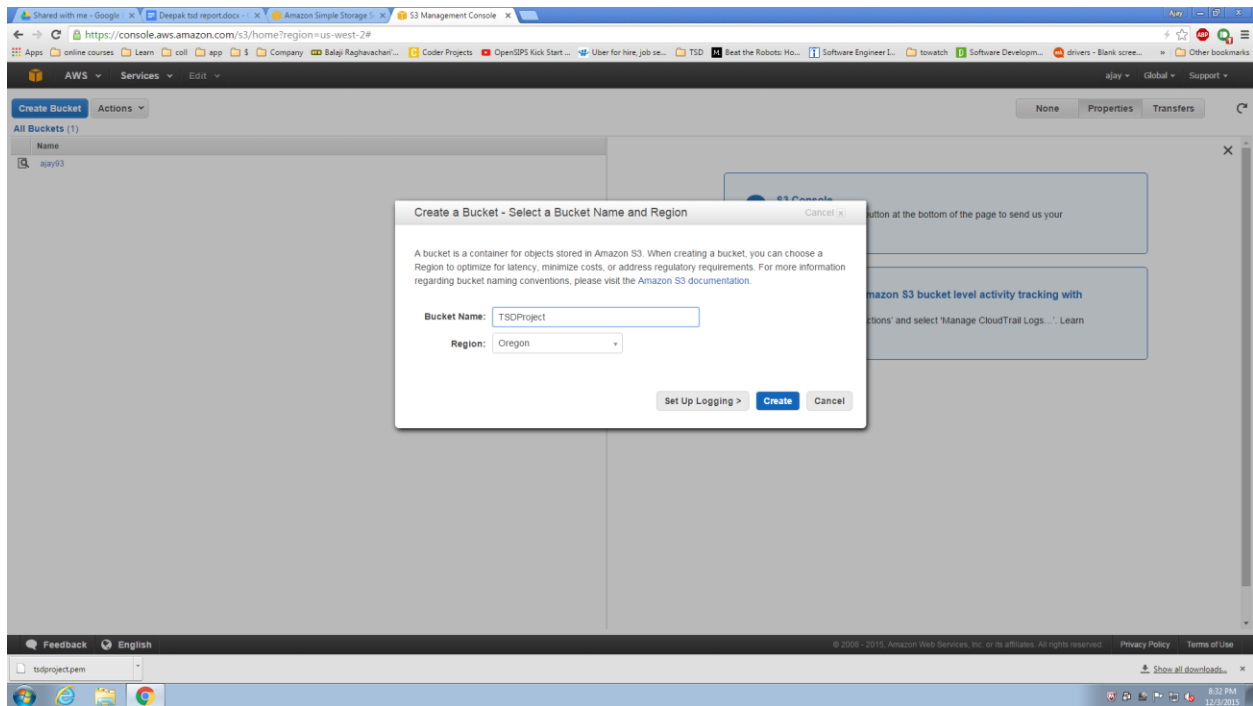 Shared with me - Google
Deepak tsd report.docx -
Amazon Simple Storage S
S3 Management Console
Ajay
https://console.aws.amazon.com/s3/home?region=us-west-2#
ABP
Apps online courses Learn coll app $ Company Balaji Raghavachari'... Coder Projects OpenSIPS Kick Start ... Uber for hire, job se... TSD Beat the Robots: Ho... Software Engineer I... towatch Software Developm... drivers - Blank scree... » Other bookmarks
AWS Services Edit ajay Global Support
Create Bucket Actions None Properties Transfers
All Buckets (1)
Name
ajay93
S3 Console
utton at the bottom of the page to send us your
mazon S3 bucket level activity tracking with
ctions' and select 'Manage CloudTrail Logs...'. Learn
Create a Bucket - Select a Bucket Name and Region Cancel x
A bucket is a container for objects stored in Amazon S3. When creating a bucket, you can choose a
Region to optimize for latency, minimize costs, or address regulatory requirements. For more information
regarding bucket naming conventions, please visit the Amazon S3 documentation.
Bucket Name: TSDProject
Region: Oregon
Set Up Logging > Create Cancel
Feedback English © 2008 - 2015, Amazon Web Services, Inc. or its affiliates. All rights reserved. Privacy Policy Terms of Use
tsdproject.pem Show all downloads...
8:32 PM
12/3/2015